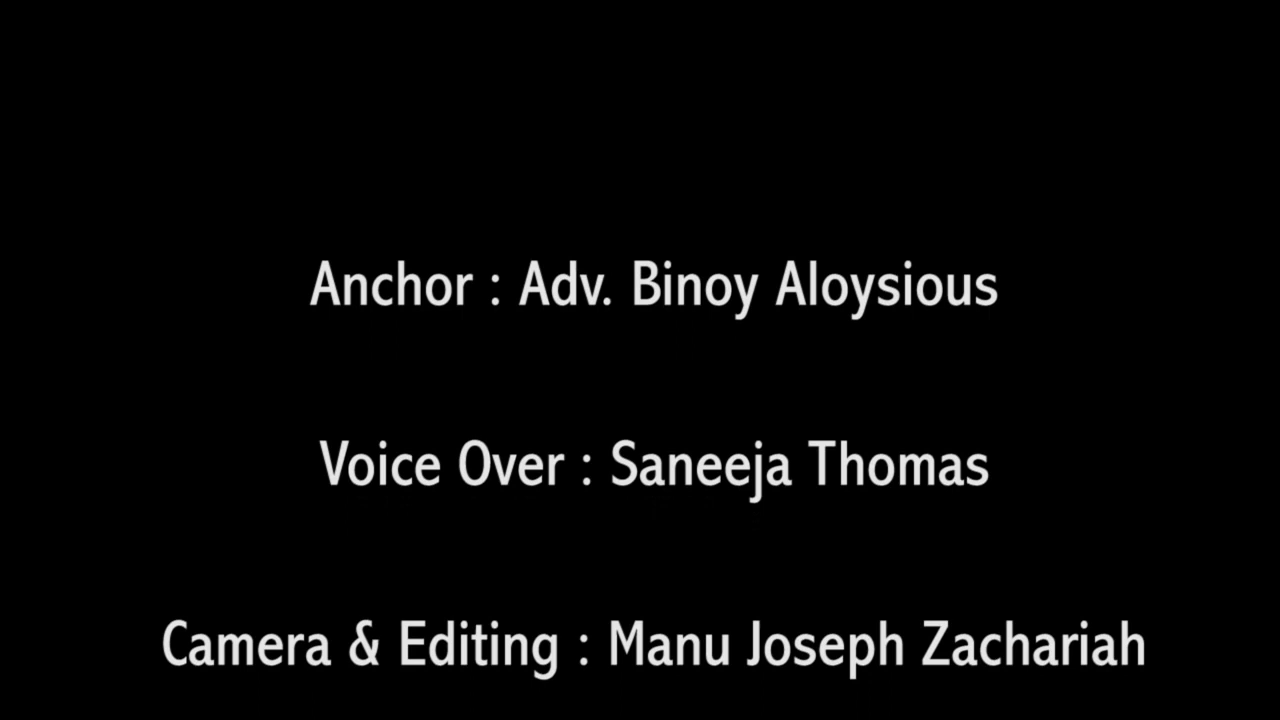 Anchor : Adv. Binoy Aloysious
Voice Over : Saneeja Thomas
Camera & Editing : Manu Joseph Zachariah